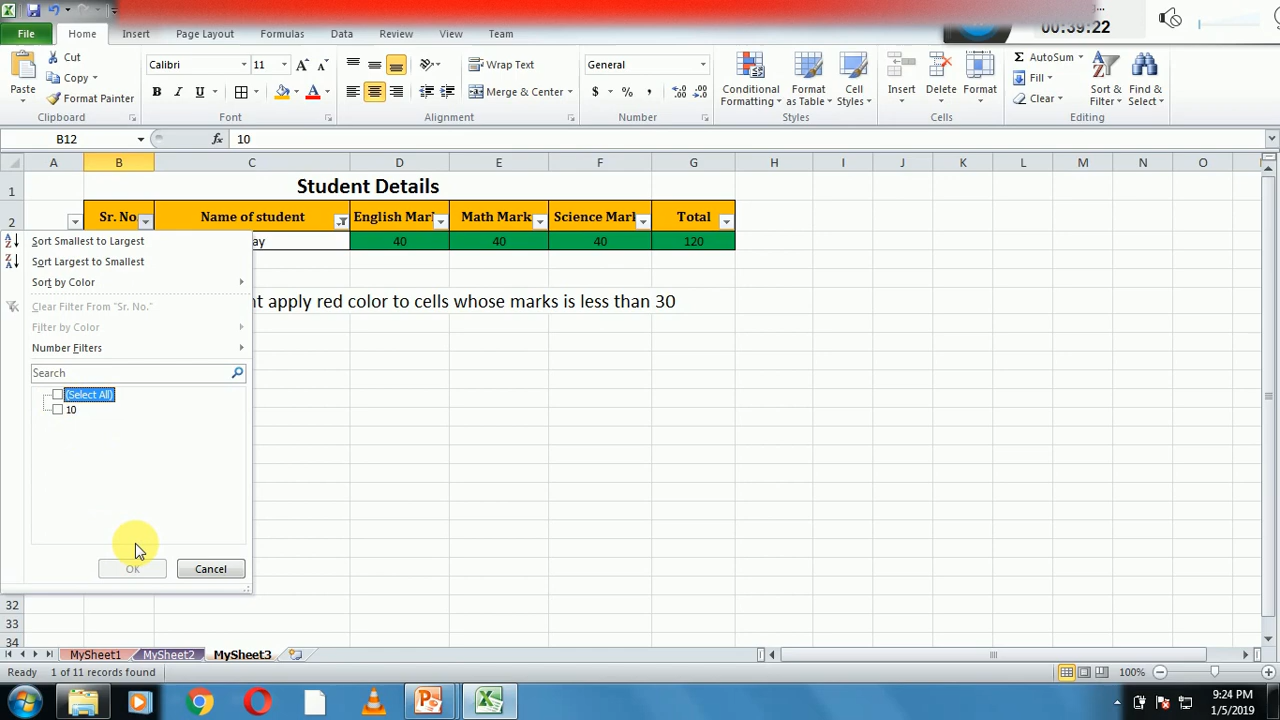 00:39:22
File Home Insert Page Layout Formulas Data Review View Team
Paste
Cut
Copy
Format Painter
Clipboard
Calibri 11
B I U A
Font
Wrap Text
Merge & Center
Alignment
General
$ % ,
Number
Conditional Formatting
Format as Table
Cell Styles
Styles
Insert
Delete
Format
Cells
Σ AutoSum
Fill
Clear
Sort & Filter
Find & Select
Editing
B12 fx 10
A B C D E F G H I J K L M N O
1 Student Details
2 Sr. No Name of student English Mar Math Mark Science Mar Total
ay 40 40 40 120
nt apply red color to cells whose marks is less than 30
Sort Smallest to Largest
Sort Largest to Smallest
Sort by Color
Clear Filter From "Sr. No."
Filter by Color
Number Filters
Search
(Select All)
10
OK Cancel
32
33
34
MySheet1 MySheet2 MySheet3
Ready 1 of 11 records found 100%
9:24 PM
1/5/2019